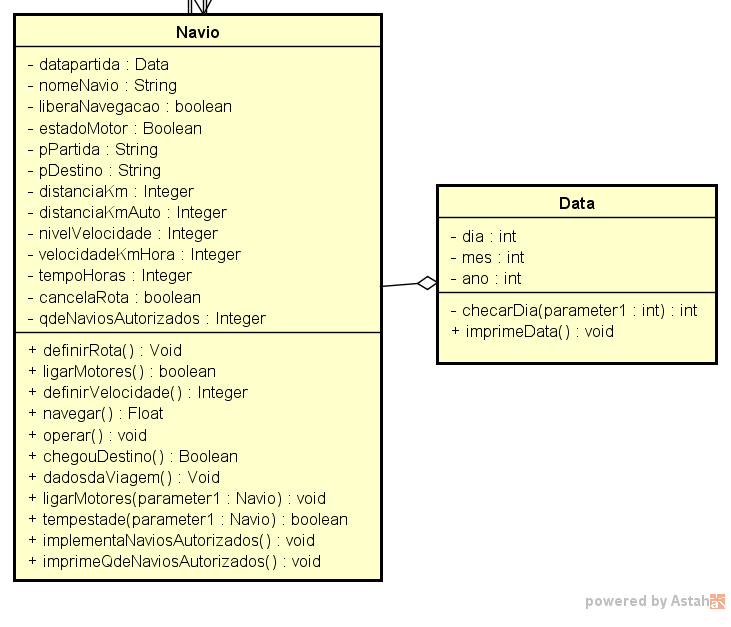 Navio
- datapartida : Data
- nomeNavio : String
- liberaNavegacao : boolean
- estadoMotor : Boolean
- pPartida : String
- pDestino : String
- distanciaKm : Integer
- distanciaKmAuto : Integer
- nivelVelocidade : Integer
- velocidadeKmHora : Integer
- tempoHoras : Integer
- cancelaRota : boolean
- qdeNaviosAutorizados : Integer
+ definirRota() : Void
+ ligarMotores() : boolean
+ definirVelocidade() : Integer
+ navegar() : Float
+ operar() : void
+ chegouDestino() : Boolean
+ dadosdaViagem() : Void
+ ligarMotores(parameter1 : Navio) : void
+ tempestade(parameter1 : Navio) : boolean
+ implementaNaviosAutorizados() : void
+ imprimeQdeNaviosAutorizados() : void
Data
- dia : int
- mes : int
- ano : int
- checarDia(parameter1 : int) : int
+ imprimeData() : void
powered by Astah